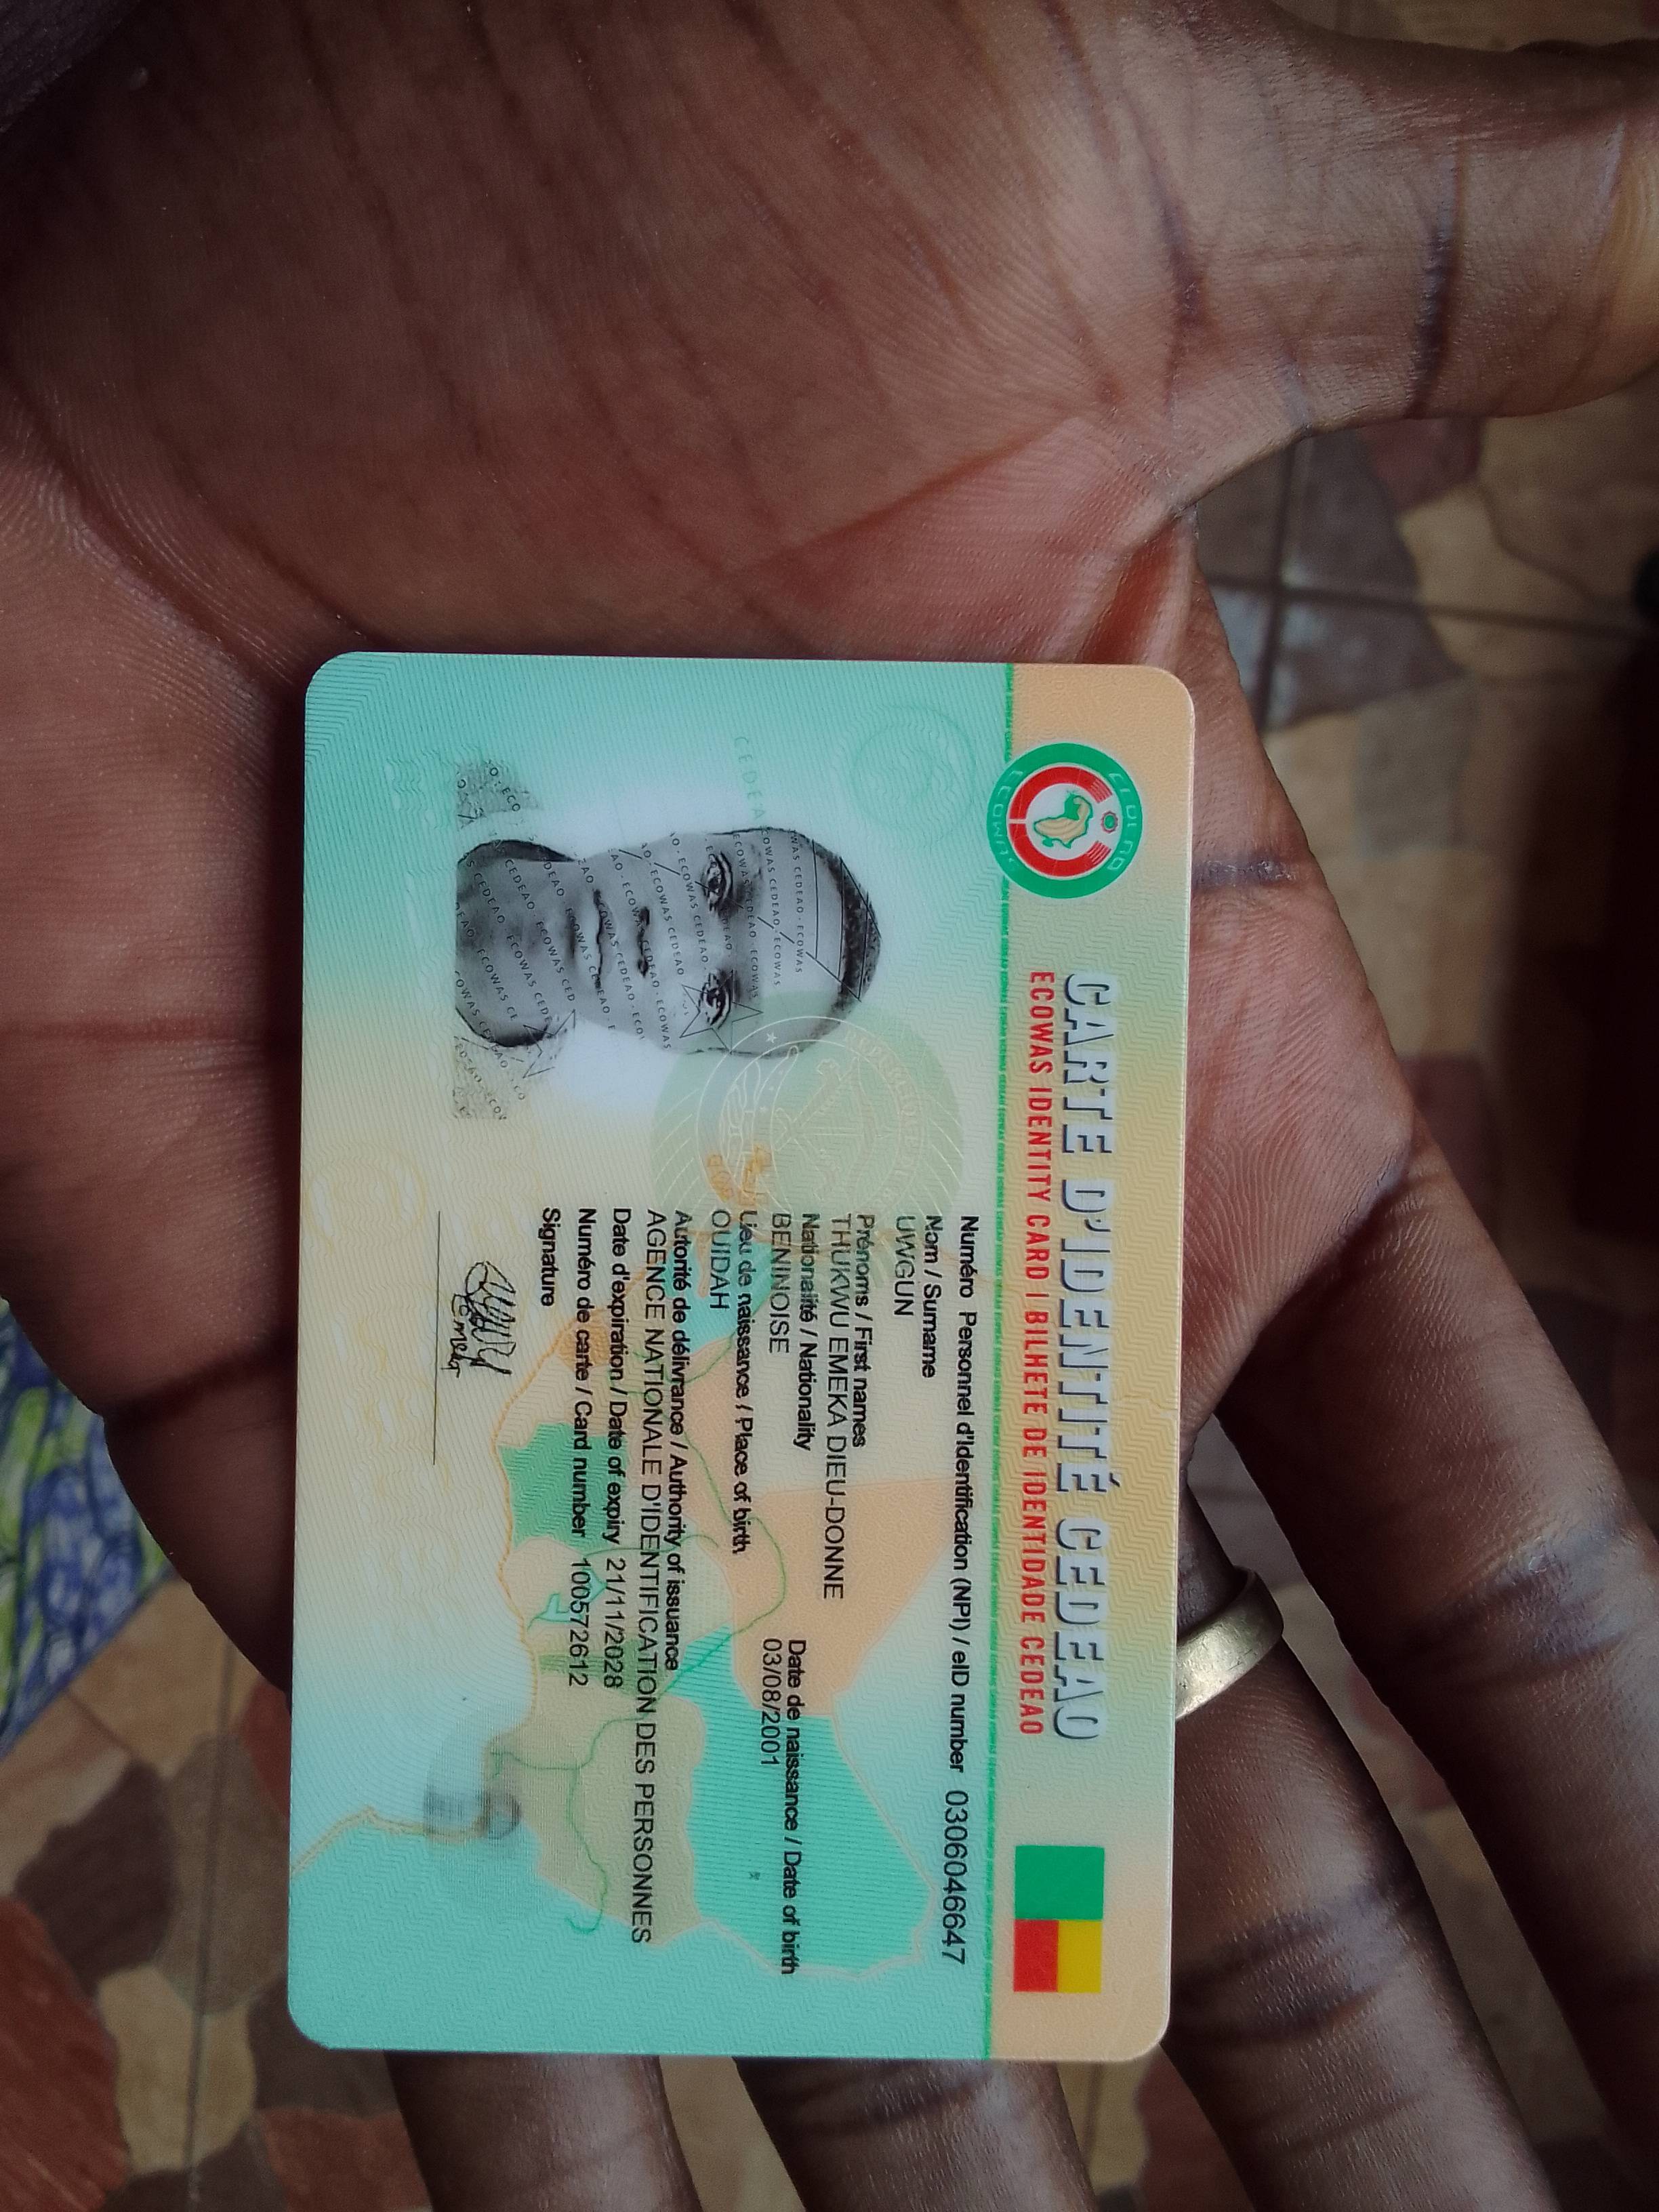 CARTE D'IDENTITÉ CEDEAO
ECOWAS IDENTITY CARD | BILHETE DE IDENTIDADE CEDEAO
CEDEAO
ECOWAS
Numéro Personnel d'Identification (NPI) / eID number 0306046647
Nom / Surname
UWGUN
Prénoms / First names
THUKWU EMEKA DIEU-DONNE
Nationalité / Nationality
BENINOISE
Date de naissance / Date of birth
03/08/2001
Lieu de naissance / Place of birth
OUIDAH
Autorité de délivrance / Authority of issuance
AGENCE NATIONALE D'IDENTIFICATION DES PERSONNES
Date d'expiration / Date of expiry 21/11/2028
Numéro de carte / Card number 100572612
Signature